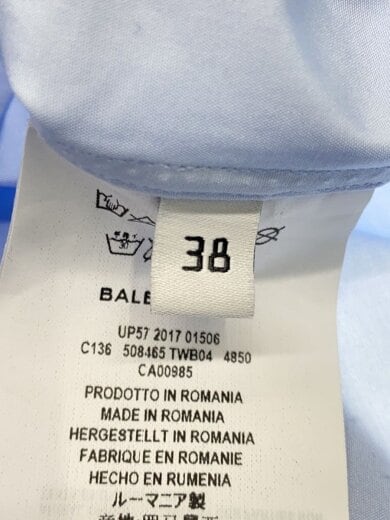 38
BALE
UP57 2017 01506
C136 508465 TWB04 4850
CA00985
PRODOTTO IN ROMANIA
MADE IN ROMANIA
HERGESTELLT IN ROMANIA
FABRIQUE EN ROMANIE
HECHO EN RUMENIA
ルーマニア製